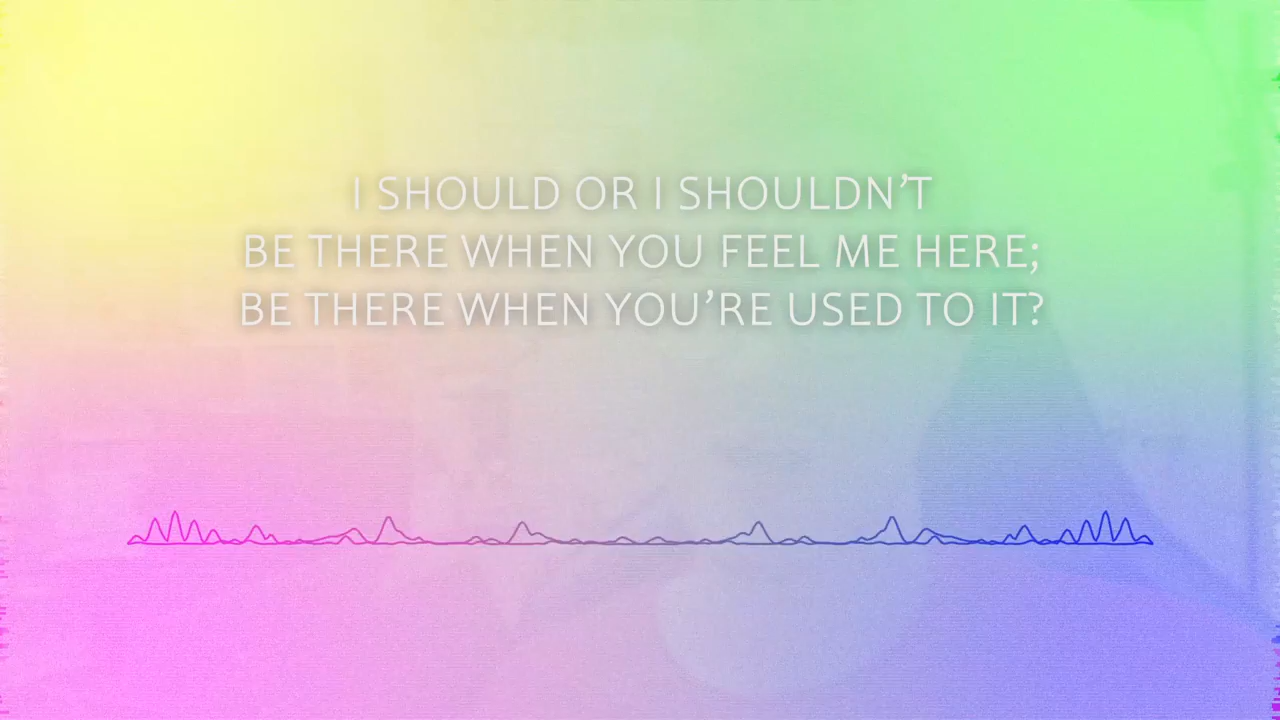 I SHOULD OR I SHOULDN’T
BE THERE WHEN YOU FEEL ME HERE;
BE THERE WHEN YOU’RE USED TO IT?